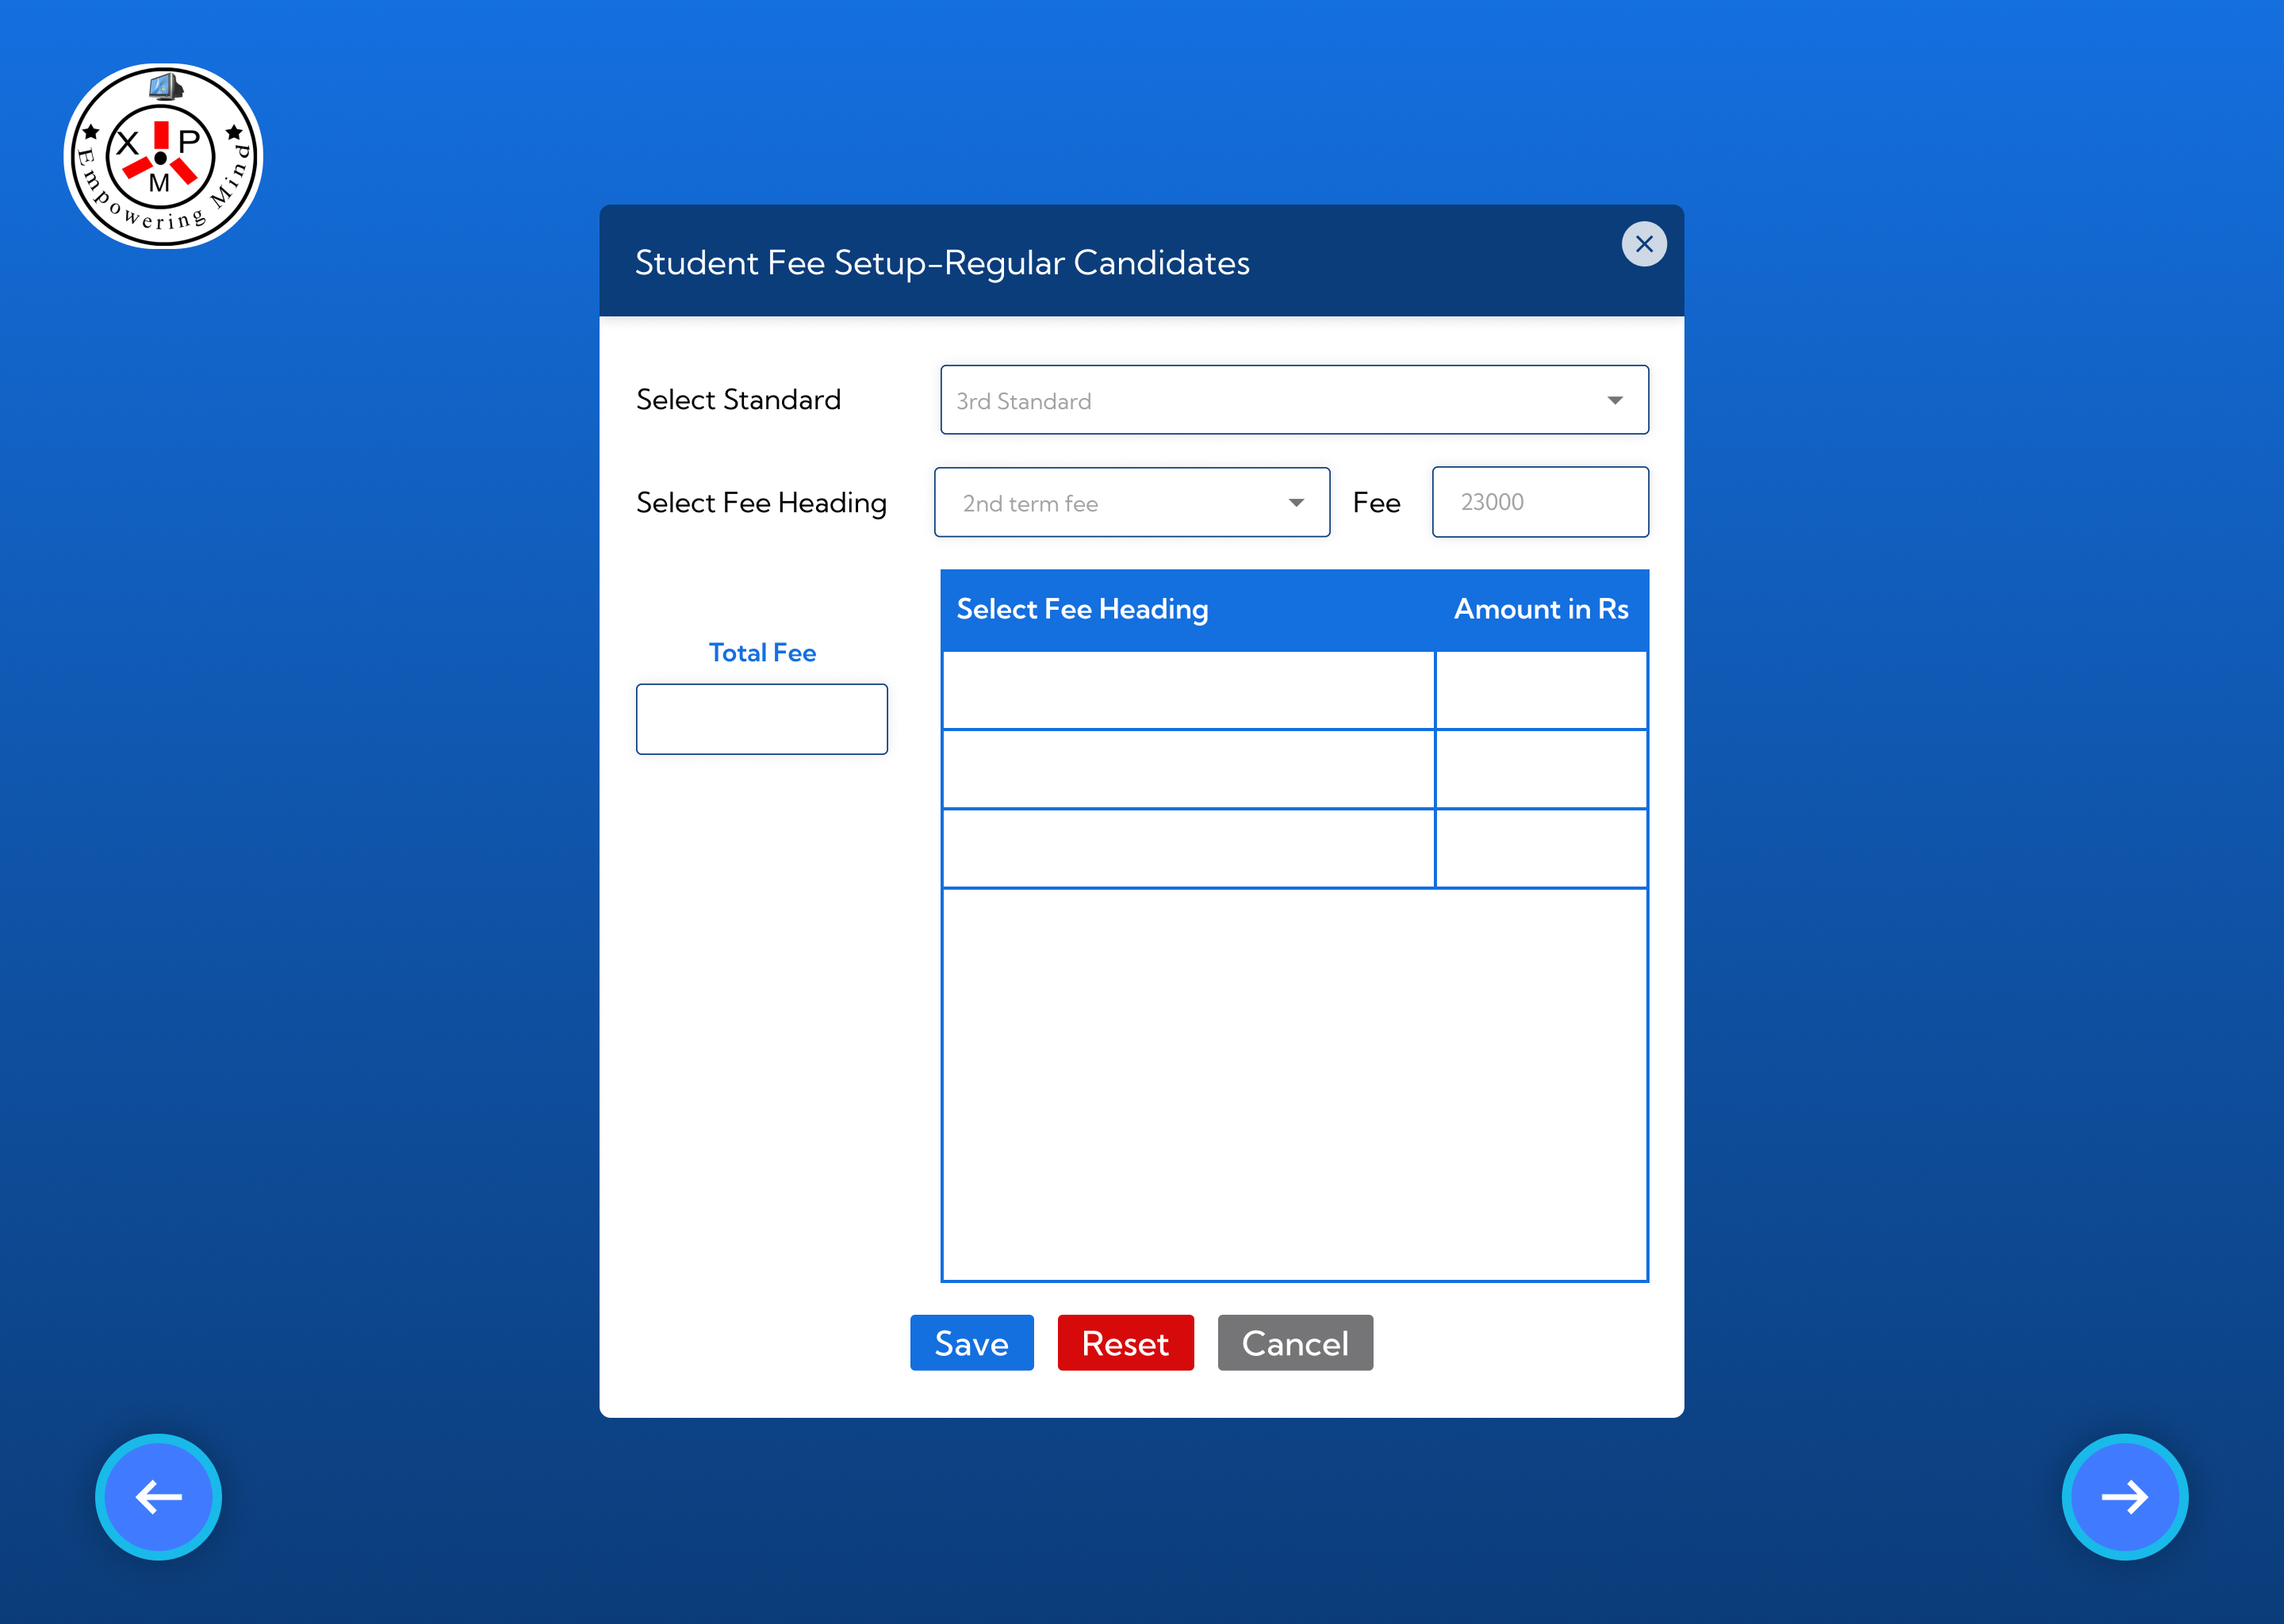 X P
M
Empowering Mind
Student Fee Setup-Regular Candidates
Select Standard 3rd Standard
Select Fee Heading 2nd term fee Fee 23000
Select Fee Heading Amount in Rs
Total Fee
Save Reset Cancel